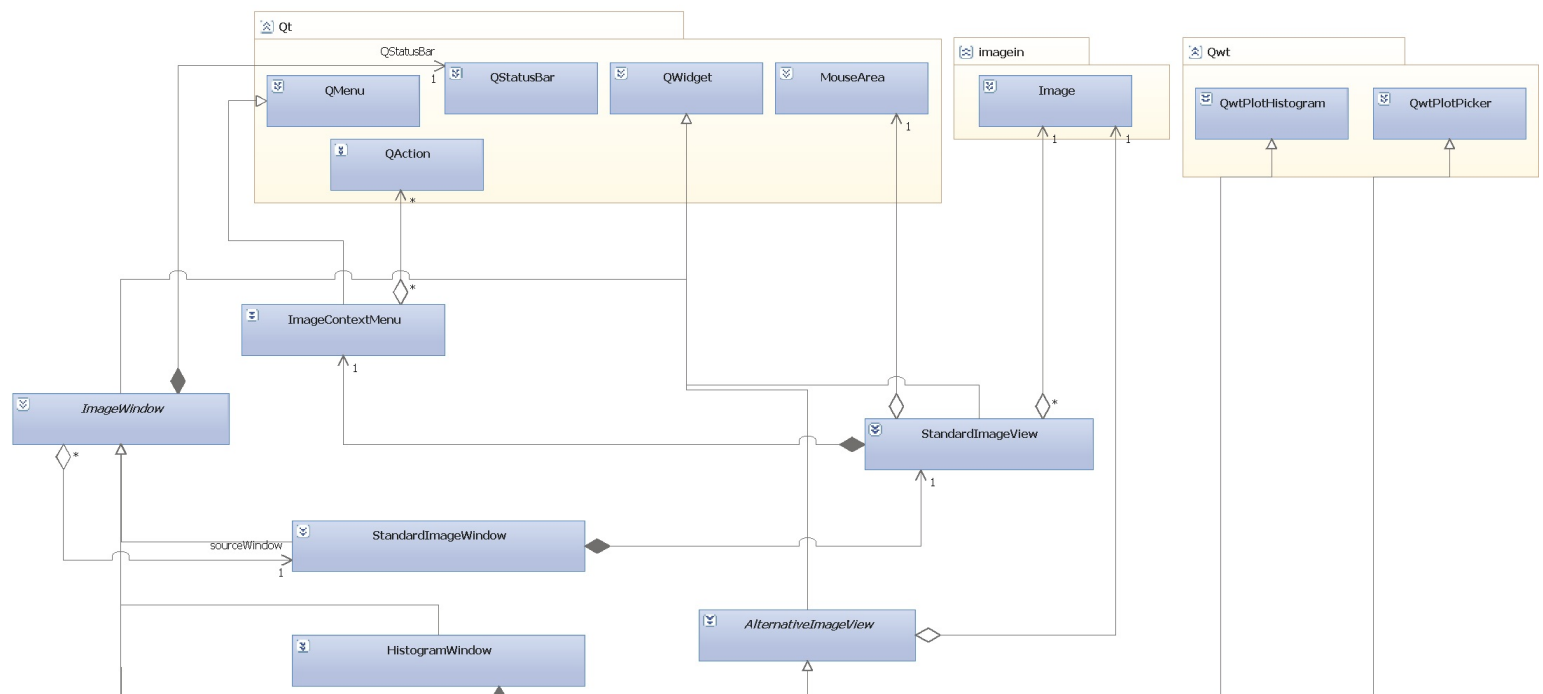 Qt
imagein
Qwt
QStatusBar
1
QMenu
QStatusBar
QWidget
MouseArea
Image
QwtPlotHistogram
QwtPlotPicker
1
1
1
QAction
*
*
ImageContextMenu
1
ImageWindow
*
StandardImageView
*
1
StandardImageWindow
sourceWindow
1
AlternativeImageView
HistogramWindow